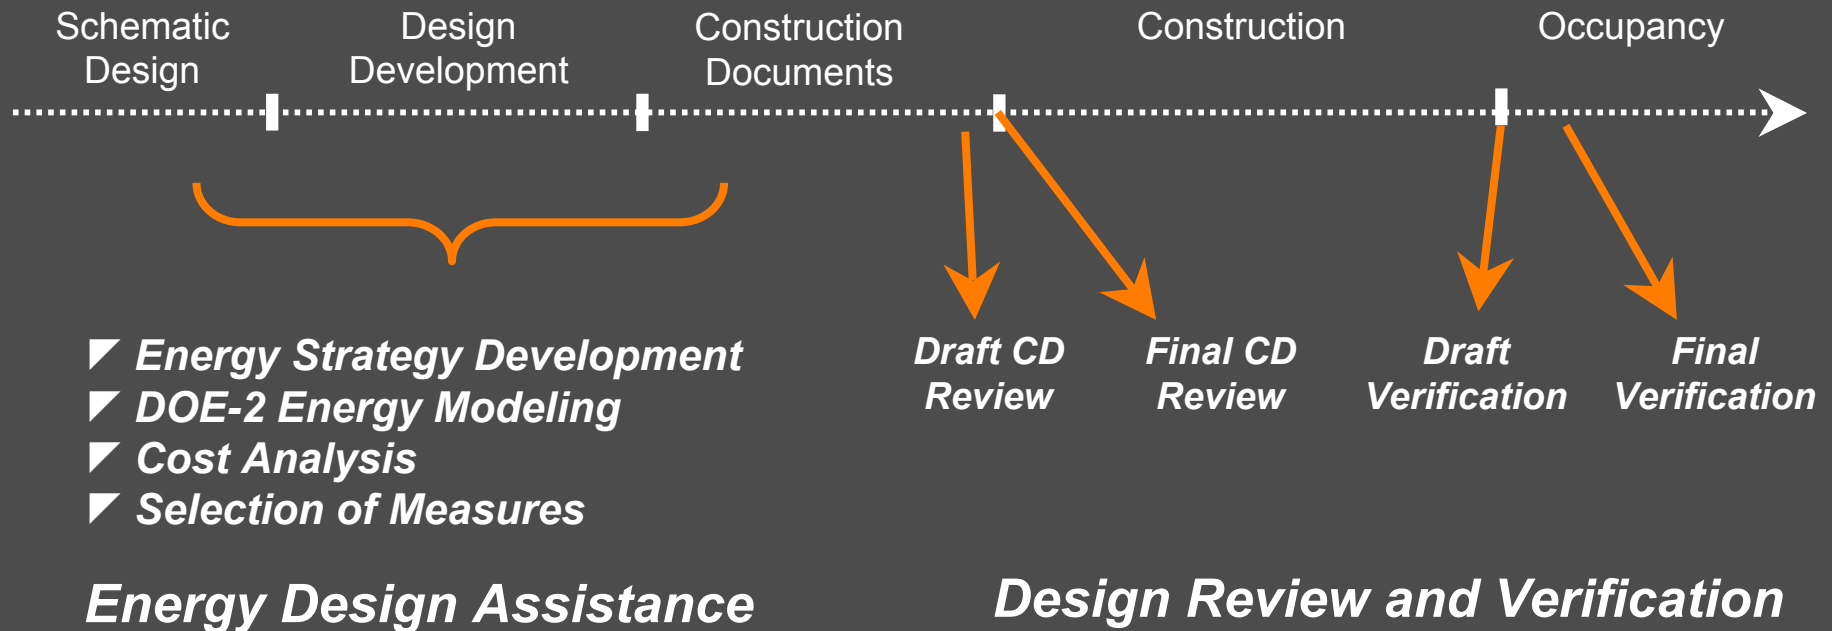 Schematic
Design
Design
Development
Construction
Documents
Construction
Occupancy
Energy Strategy Development
DOE-2 Energy Modeling
Cost Analysis
Selection of Measures
Draft CD
Review
Final CD
Review
Draft
Verification
Final
Verification
Energy Design Assistance
Design Review and Verification